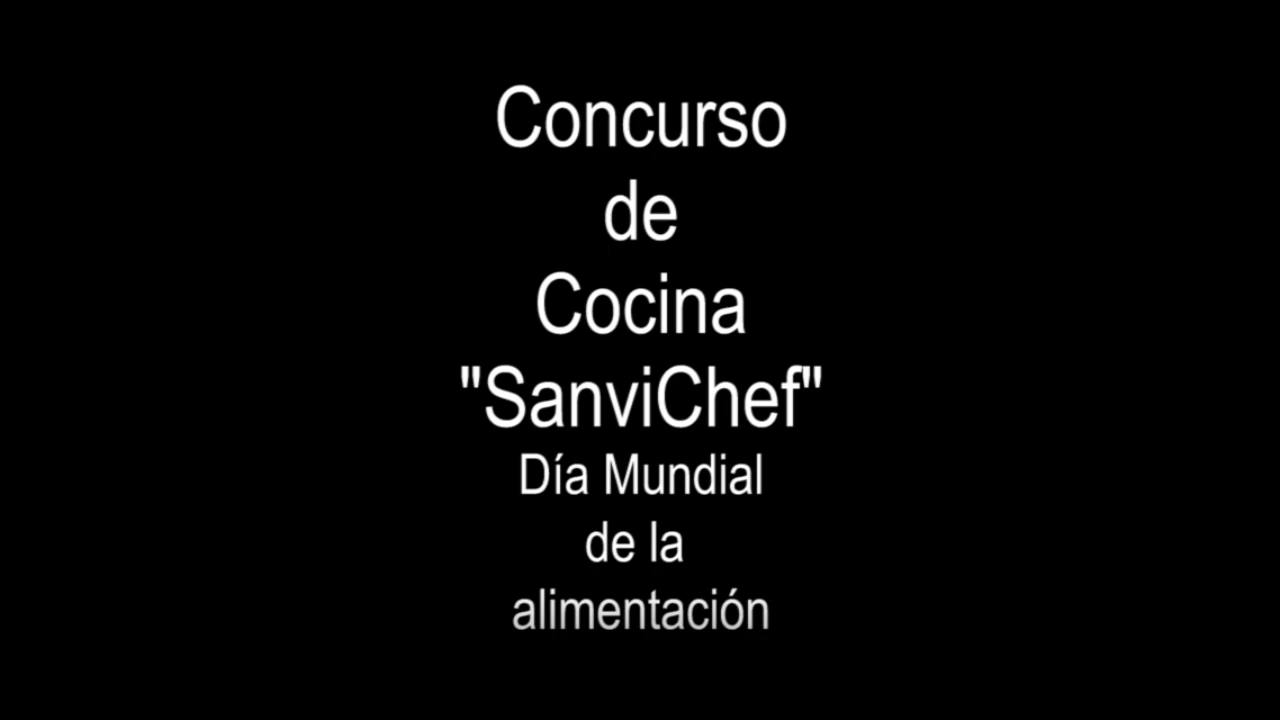 Concurso
de
Cocina
"SanviChef"
Día Mundial
de la
alimentación